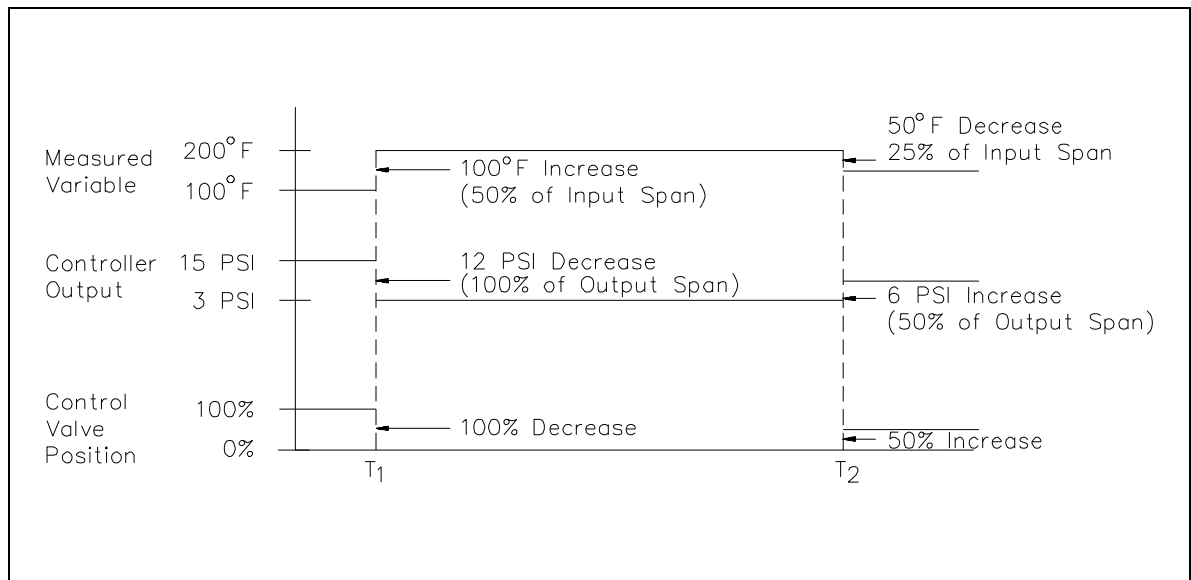 Measured
Variable
200°F
100°F
100°F Increase
(50% of Input Span)
50°F Decrease
25% of Input Span
Controller
Output
15 PSI
3 PSI
12 PSI Decrease
(100% of Output Span)
6 PSI Increase
(50% of Output Span)
Control
Valve
Position
100%
0%
100% Decrease
50% Increase
T1
T2